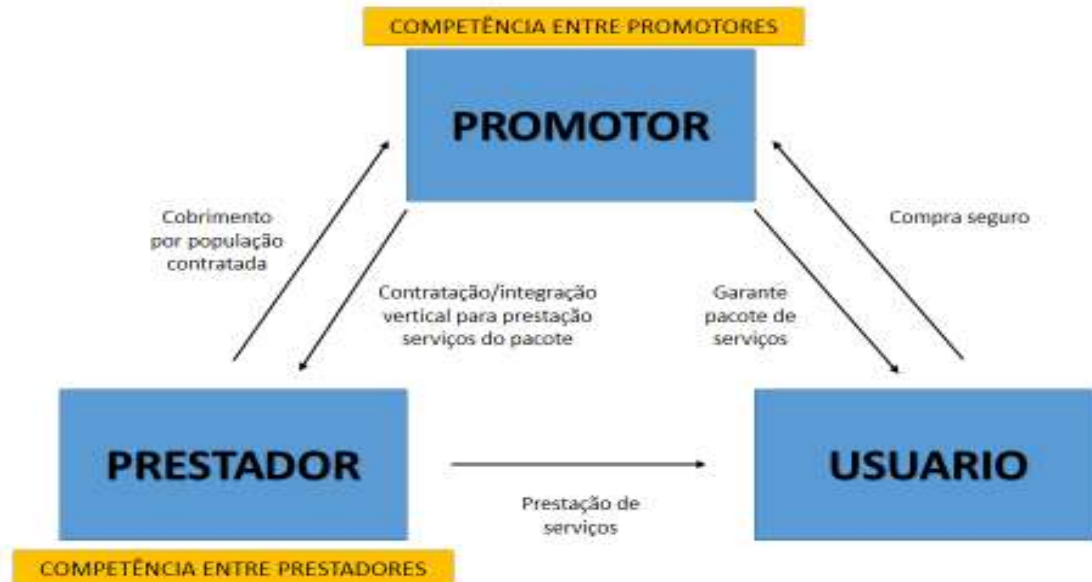 COMPETÊNCIA ENTRE PROMOTORES
PROMOTOR
Cobrimento
por população
contratada
Compra seguro
Contratação/integração
vertical para prestação
serviços do pacote
Garante
pacote de
serviços
PRESTADOR
USUARIO
Prestação de
serviços
COMPETÊNCIA ENTRE PRESTADORES